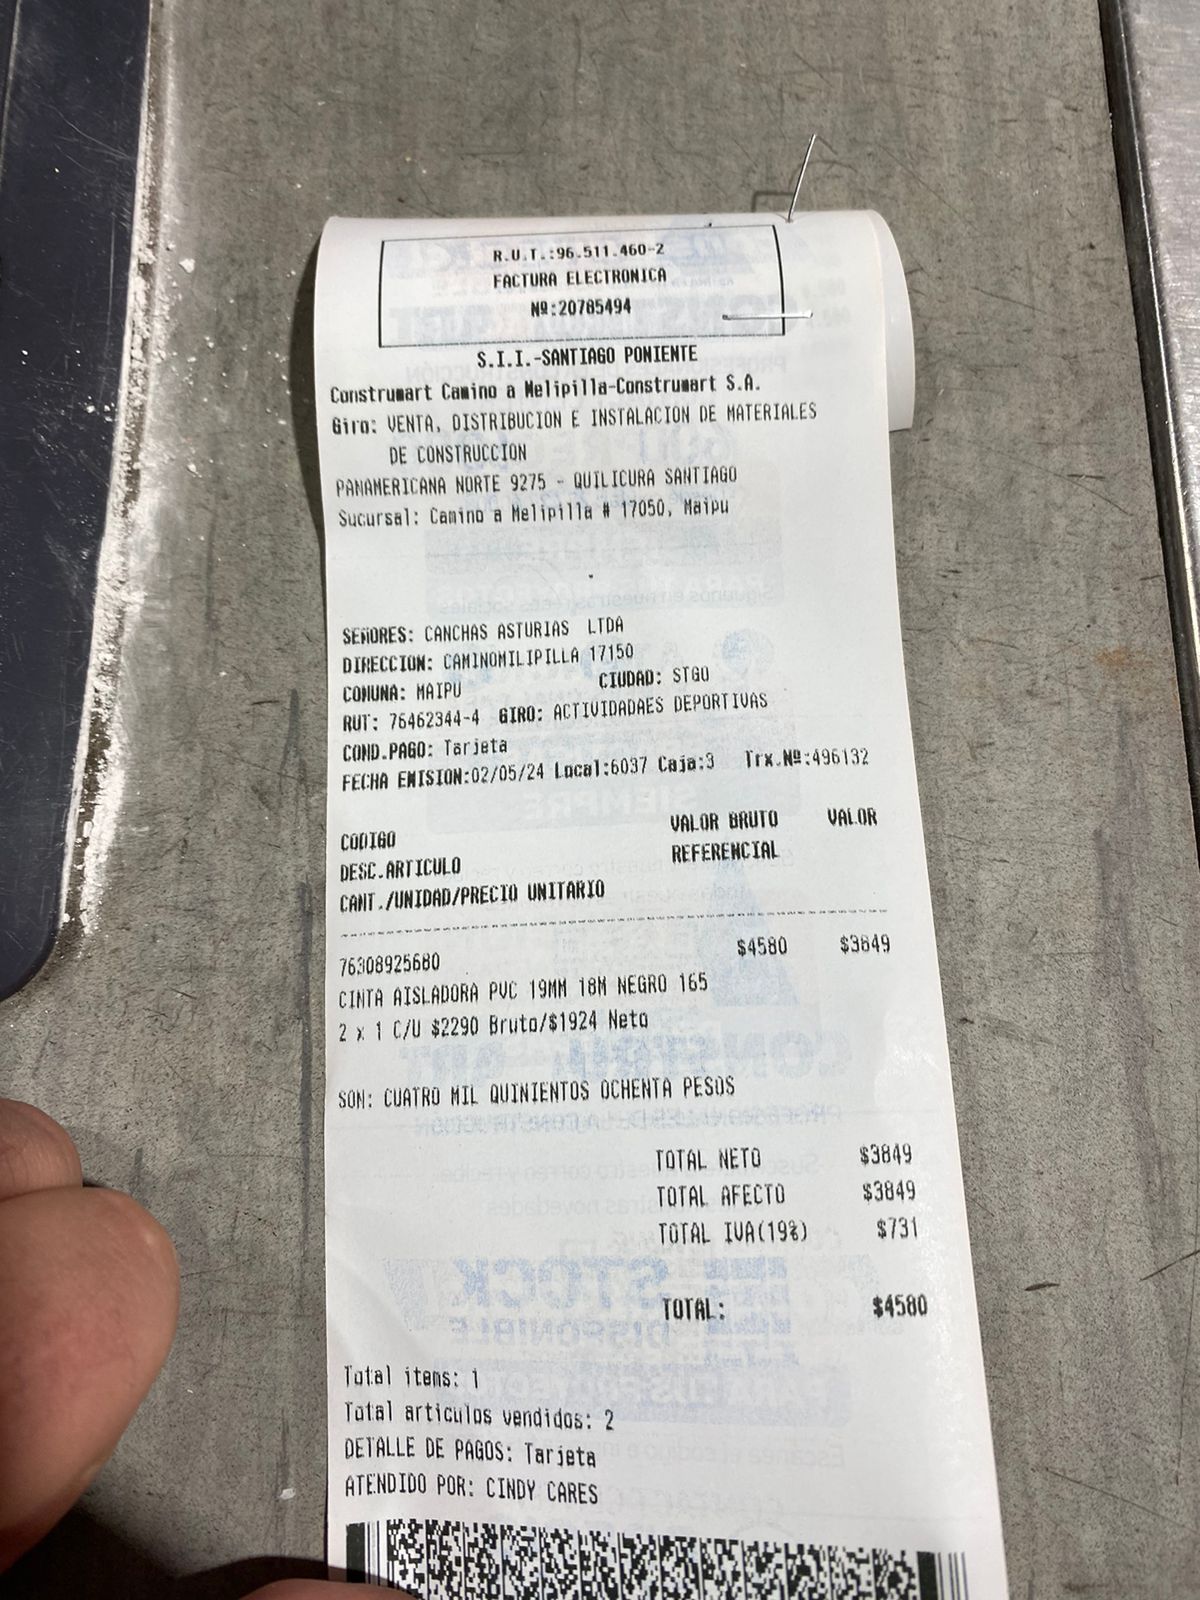 R.U.T.:96.511.460-2
FACTURA ELECTRONICA
Nº:20785494
S.I.I.-SANTIAGO PONIENTE
Construmart Camino a Melipilla-Construmart S.A.
Giro: VENTA, DISTRIBUCION E INSTALACION DE MATERIALES
DE CONSTRUCCION
PANAMERICANA NORTE 9275 - QUILICURA SANTIAGO
Sucursal: Camino a Melipilla # 17050, Maipu
SEÑORES: CANCHAS ASTURIAS LTDA
DIRECCION: CAMINOMILIPILLA 17150
COMUNA: MAIPU CIUDAD: STGO
RUT: 76462344-4 GIRO: ACTIVIDADAES DEPORTIVAS
COND.PAGO: Tarjeta
FECHA EMISION:02/05/24 Local:6037 Caja:3 Trx.Nº:496132
CODIGO VALOR BRUTO VALOR
DESC.ARTICULO REFERENCIAL
CANT./UNIDAD/PRECIO UNITARIO
76308925680 $4580 $3849
CINTA AISLADORA PVC 19MM 18M NEGRO 165
2 x 1 C/U $2290 Bruto/$1924 Neto
SON: CUATRO MIL QUINIENTOS OCHENTA PESOS
TOTAL NETO $3849
TOTAL AFECTO $3849
TOTAL IVA(19%) $731
TOTAL: $4580
Total items: 1
Total articulos vendidos: 2
DETALLE DE PAGOS: Tarjeta
ATENDIDO POR: CINDY CARES